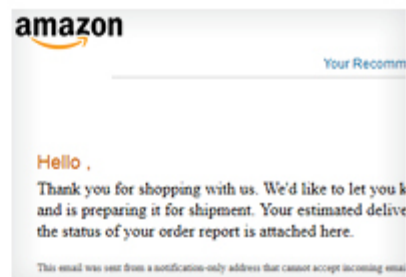 amazon
Your Recomm
Hello ,
Thank you for shopping with us. We'd like to let you k
and is preparing it for shipment. Your estimated delive
the status of your order report is attached here.
This email was sent from a notification-only address that cannot accept incoming emai